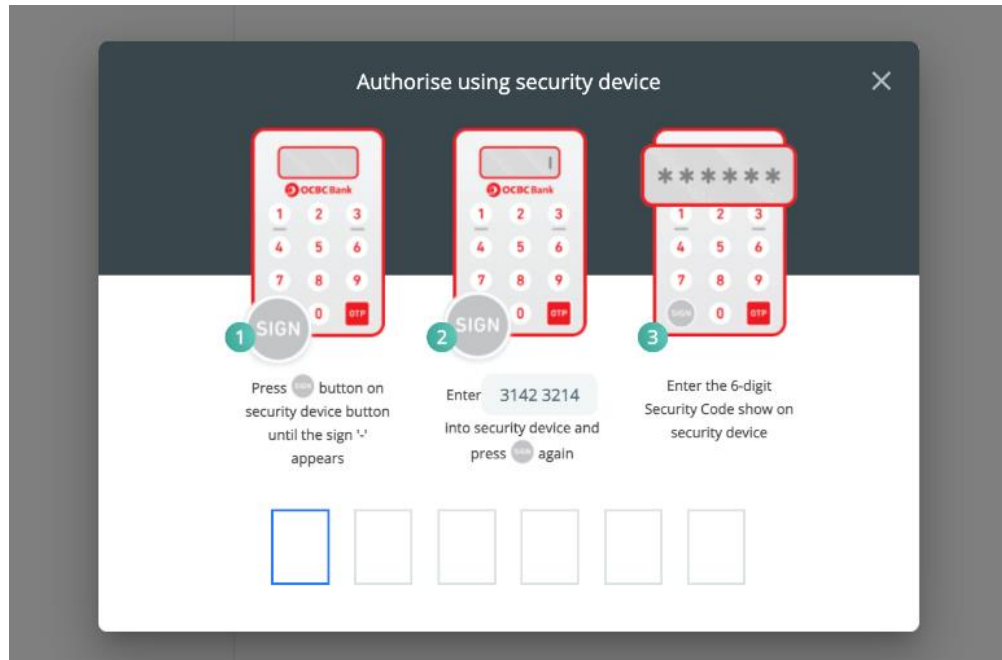 Authorise using security device
OCBC Bank
1 2 3
4 5 6
7 8 9
SIGN 0 OTP
1
OCBC Bank
1 2 3
4 5 6
7 8 9
SIGN 0 OTP
2
******
1 2 3
4 5 6
7 8 9
SIGN 0 OTP
3
Press SIGN button on
security device button
until the sign '-'
appears
Enter 3142 3214
into security device and
press SIGN again
Enter the 6-digit
Security Code show on
security device